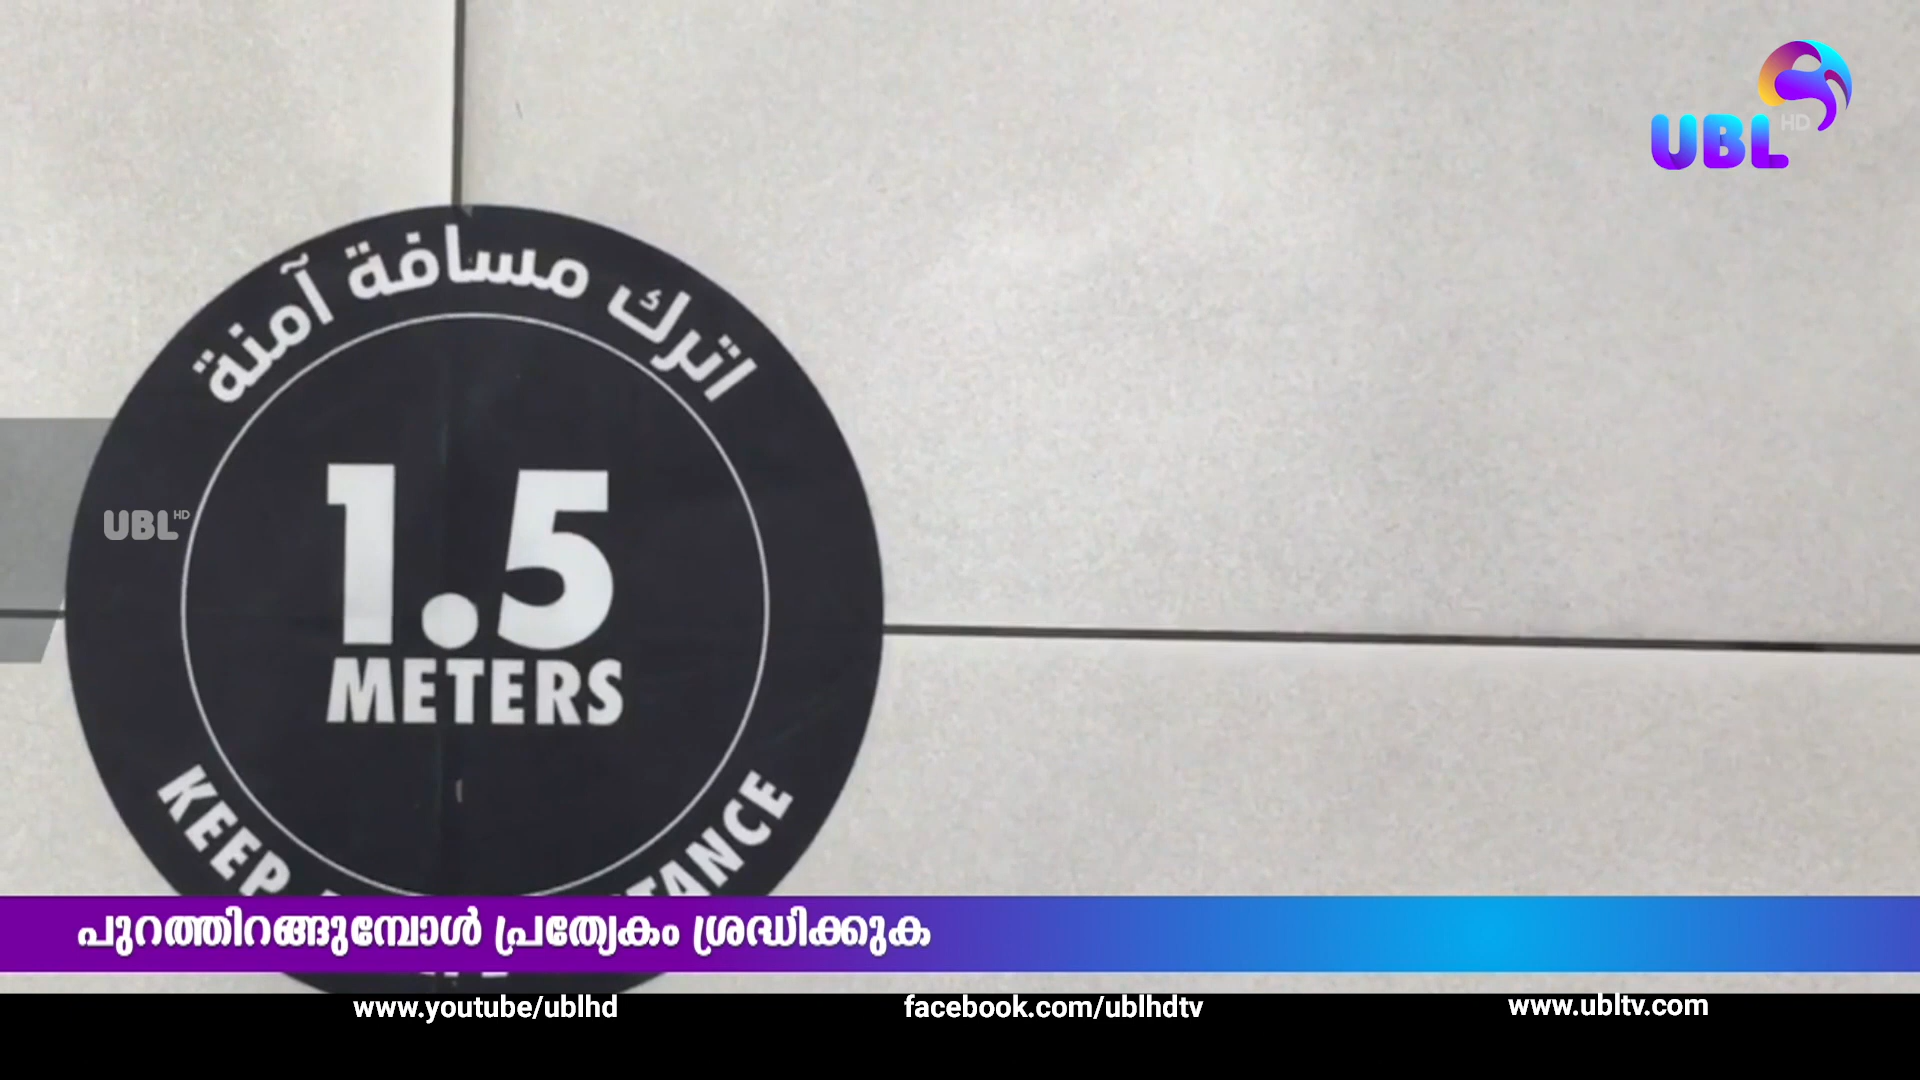 UBL HD
اترك مسافة آمنة
1.5
METERS
UBL HD
KEEP
പുറത്തിറങ്ങുമ്പോൾ പ്രത്യേകം ശ്രദ്ധിക്കുക
www.youtube/ublhd
facebook.com/ublhdtv
www.ubltv.com